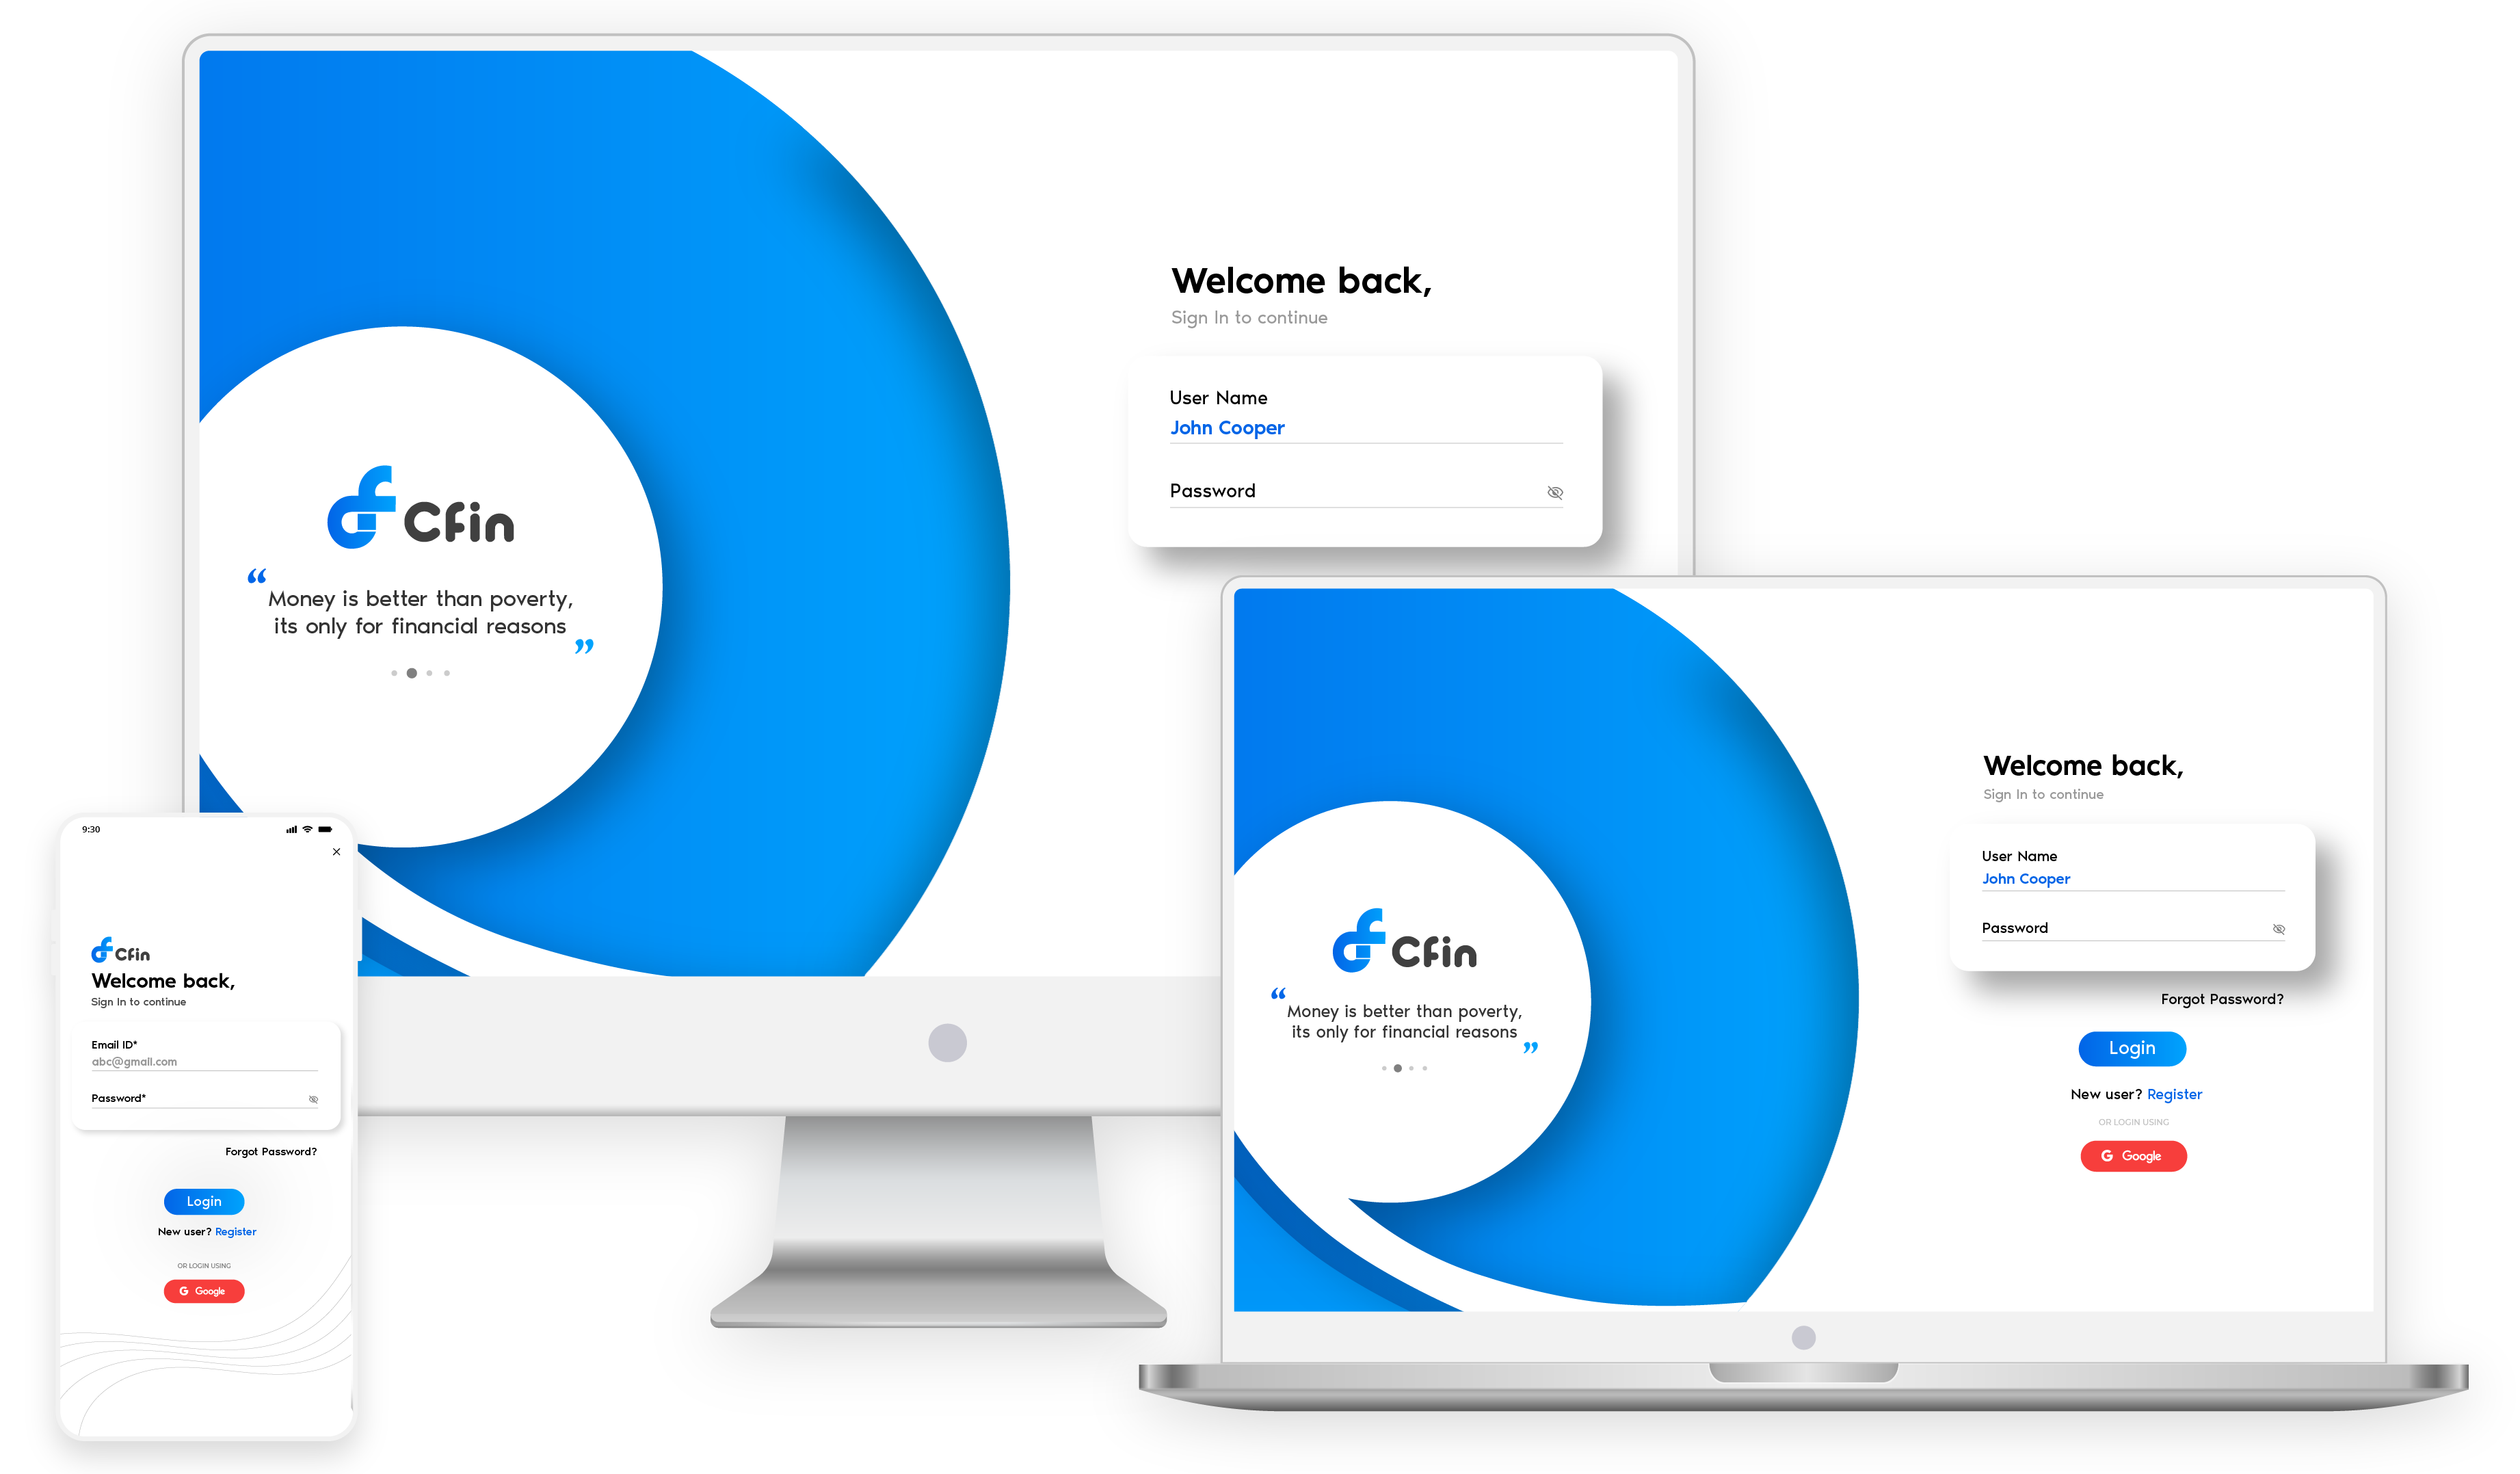 Welcome back,
Sign In to continue
User Name
John Cooper
Password
Cfin
“
Money is better than poverty,
its only for financial reasons
”
9:30
Cfin
Welcome back,
Sign In to continue
Email ID*
abc@gmail.com
Password*
Forgot Password?
Login
New user? Register
OR LOGIN USING
G Google
Cfin
“
Money is better than poverty,
its only for financial reasons
”
Welcome back,
Sign In to continue
User Name
John Cooper
Password
Forgot Password?
Login
New user? Register
OR LOGIN USING
G Google